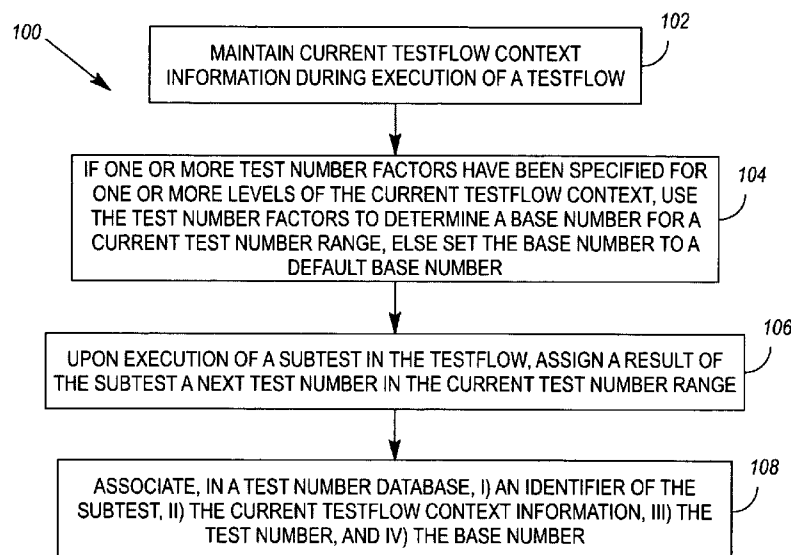 100
102
MAINTAIN CURRENT TESTFLOW CONTEXT
INFORMATION DURING EXECUTION OF A TESTFLOW
104
IF ONE OR MORE TEST NUMBER FACTORS HAVE BEEN SPECIFIED FOR
ONE OR MORE LEVELS OF THE CURRENT TESTFLOW CONTEXT, USE
THE TEST NUMBER FACTORS TO DETERMINE A BASE NUMBER FOR A
CURRENT TEST NUMBER RANGE, ELSE SET THE BASE NUMBER TO A
DEFAULT BASE NUMBER
106
UPON EXECUTION OF A SUBTEST IN THE TESTFLOW, ASSIGN A RESULT OF
THE SUBTEST A NEXT TEST NUMBER IN THE CURRENT TEST NUMBER RANGE
108
ASSOCIATE, IN A TEST NUMBER DATABASE, I) AN IDENTIFIER OF THE
SUBTEST, II) THE CURRENT TESTFLOW CONTEXT INFORMATION, III) THE
TEST NUMBER, AND IV) THE BASE NUMBER